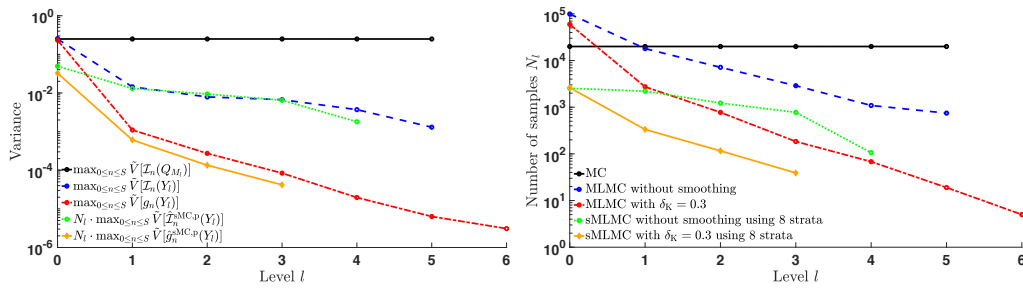 10^0
10^-2
10^-4
10^-6
Variance
0 1 2 3 4 5 6
Level l
max_{0≤n≤S} Ṽ[I_n(Q_{M_l})]
max_{0≤n≤S} Ṽ[I_n(Y_l)]
max_{0≤n≤S} Ṽ[g_n(Y_l)]
N_l · max_{0≤n≤S} Ṽ[Î_n^{sMC,p}(Y_l)]
N_l · max_{0≤n≤S} Ṽ[ĝ_n^{sMC,p}(Y_l)]
10^5
10^4
10^3
10^2
10^1
10^0
Number of samples N_l
0 1 2 3 4 5 6
Level l
MC
MLMC without smoothing
MLMC with δ_K = 0.3
sMLMC without smoothing using 8 strata
sMLMC with δ_K = 0.3 using 8 strata